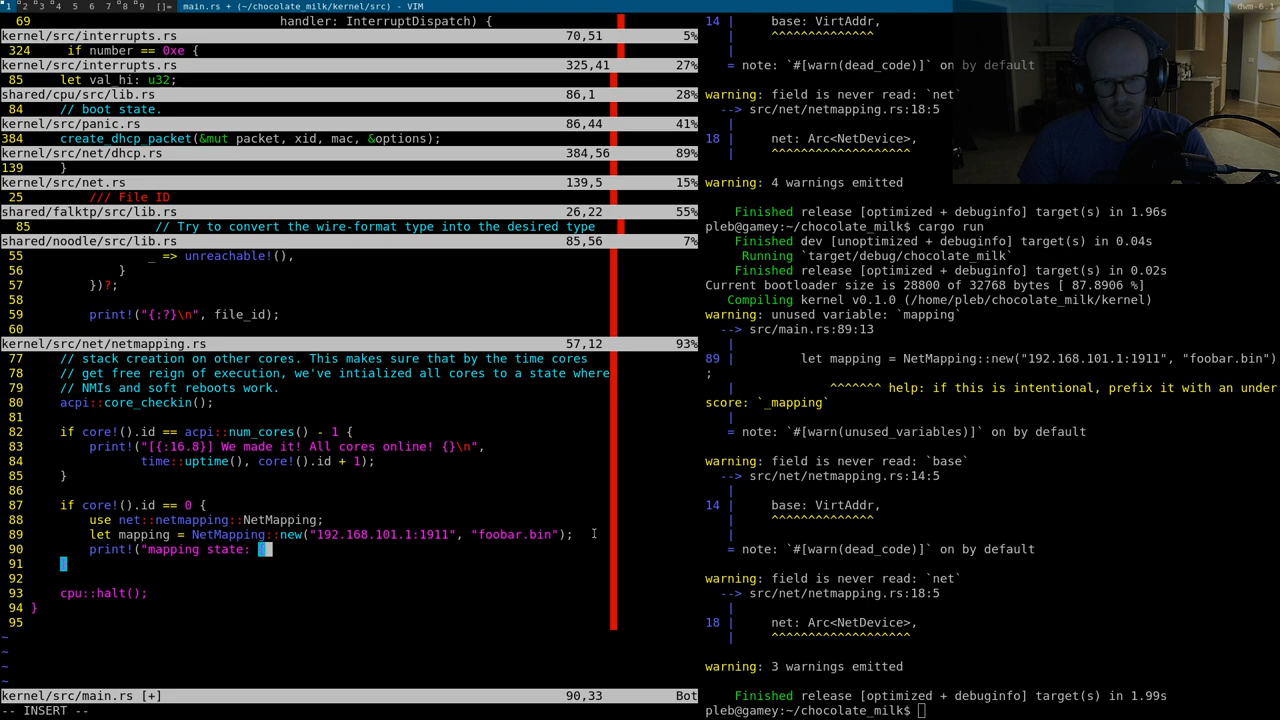 1 2 3 4 5 6 7 8 9 []= main.rs + (~/chocolate_milk/kernel/src) - VIM dwm-6.1
69 handler: InterruptDispatch) {
kernel/src/interrupts.rs 70,51 5%
324 if number == 0xe {
kernel/src/interrupts.rs 325,41 27%
85 let val_hi: u32;
shared/cpu/src/lib.rs 86,1 28%
84 // boot state.
kernel/src/panic.rs 86,44 41%
384 create_dhcp_packet(&mut packet, xid, mac, &options);
kernel/src/net/dhcp.rs 384,56 89%
139 }
kernel/src/net.rs 139,5 15%
25 /// File ID
shared/falktp/src/lib.rs 26,22 55%
85 // Try to convert the wire-format type into the desired type
shared/noodle/src/lib.rs 85,56 7%
55 _ => unreachable!(),
56 }
57 })?;
58
59 print!("{:?}\n", file_id);
60
kernel/src/net/netmapping.rs 57,12 93%
77 // stack creation on other cores. This makes sure that by the time cores
78 // get free reign of execution, we've intialized all cores to a state where
79 // NMIs and soft reboots work.
80 acpi::core_checkin();
81
82 if core!().id == acpi::num_cores() - 1 {
83 print!("[{:16.8}] We made it! All cores online! {}\n",
84 time::uptime(), core!().id + 1);
85 }
86
87 if core!().id == 0 {
88 use net::netmapping::NetMapping;
89 let mapping = NetMapping::new("192.168.101.1:1911", "foobar.bin");
90 print!("mapping state: {
91 }
92
93 cpu::halt();
94 }
95
~
~
~
~
kernel/src/main.rs [+] 90,33 Bot
-- INSERT --
14 | base: VirtAddr,
| ^^^^^^^^^^^^^^
|
= note: `#[warn(dead_code)]` on by default
warning: field is never read: `net`
--> src/net/netmapping.rs:18:5
|
18 | net: Arc<NetDevice>,
| ^^^^^^^^^^^^^^^^^^^
warning: 4 warnings emitted
Finished release [optimized + debuginfo] target(s) in 1.96s
pleb@gamey:~/chocolate_milk$ cargo run
Finished dev [unoptimized + debuginfo] target(s) in 0.04s
Running `target/debug/chocolate_milk`
Finished release [optimized + debuginfo] target(s) in 0.02s
Current bootloader size is 28800 of 32768 bytes [ 87.8906 %]
Compiling kernel v0.1.0 (/home/pleb/chocolate_milk/kernel)
warning: unused variable: `mapping`
--> src/main.rs:89:13
|
89 | let mapping = NetMapping::new("192.168.101.1:1911", "foobar.bin")
;
| ^^^^^^^ help: if this is intentional, prefix it with an under
score: `_mapping`
|
= note: `#[warn(unused_variables)]` on by default
warning: field is never read: `base`
--> src/net/netmapping.rs:14:5
|
14 | base: VirtAddr,
| ^^^^^^^^^^^^^^
|
= note: `#[warn(dead_code)]` on by default
warning: field is never read: `net`
--> src/net/netmapping.rs:18:5
|
18 | net: Arc<NetDevice>,
| ^^^^^^^^^^^^^^^^^^^
warning: 3 warnings emitted
Finished release [optimized + debuginfo] target(s) in 1.99s
pleb@gamey:~/chocolate_milk$